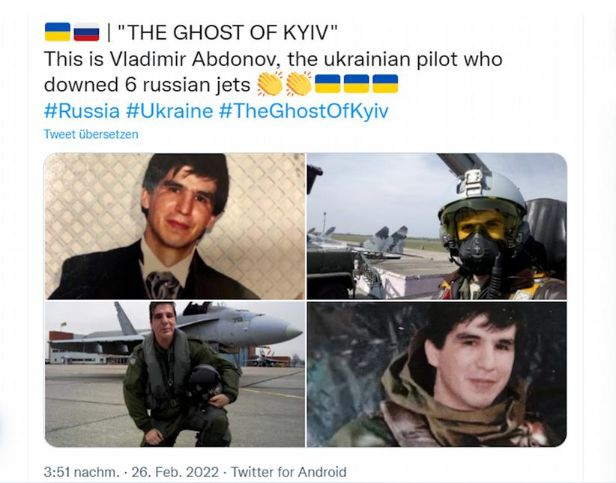 🇺🇦🇷🇺 | "THE GHOST OF KYIV"
This is Vladimir Abdonov, the ukrainian pilot who
downed 6 russian jets 👏👏🇺🇦🇺🇦🇺🇦
#Russia #Ukraine #TheGhostOfKyiv
Tweet übersetzen
3:51 nachm. · 26. Feb. 2022 · Twitter for Android